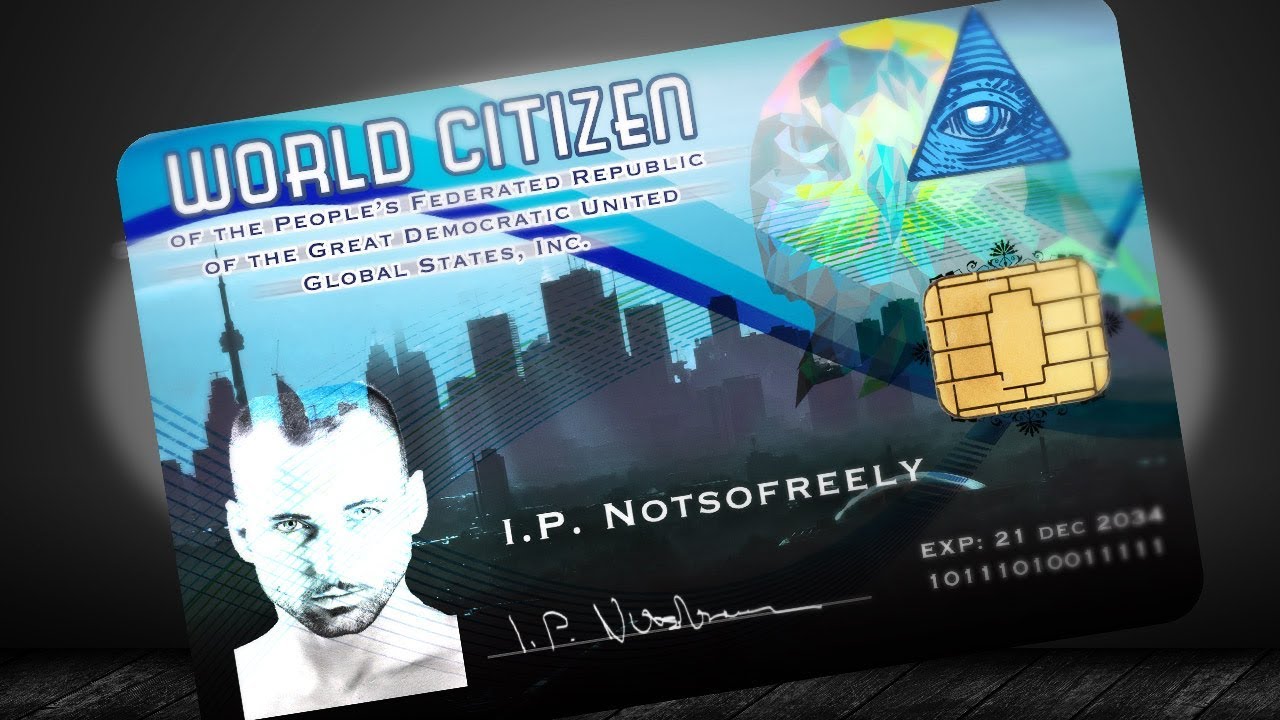 WORLD CITIZEN
OF THE PEOPLE'S FEDERATED REPUBLIC
OF THE GREAT DEMOCRATIC UNITED
GLOBAL STATES, INC.
I.P. NOTSOFREELY
EXP: 21 DEC 2034
10111010011111
I.P.